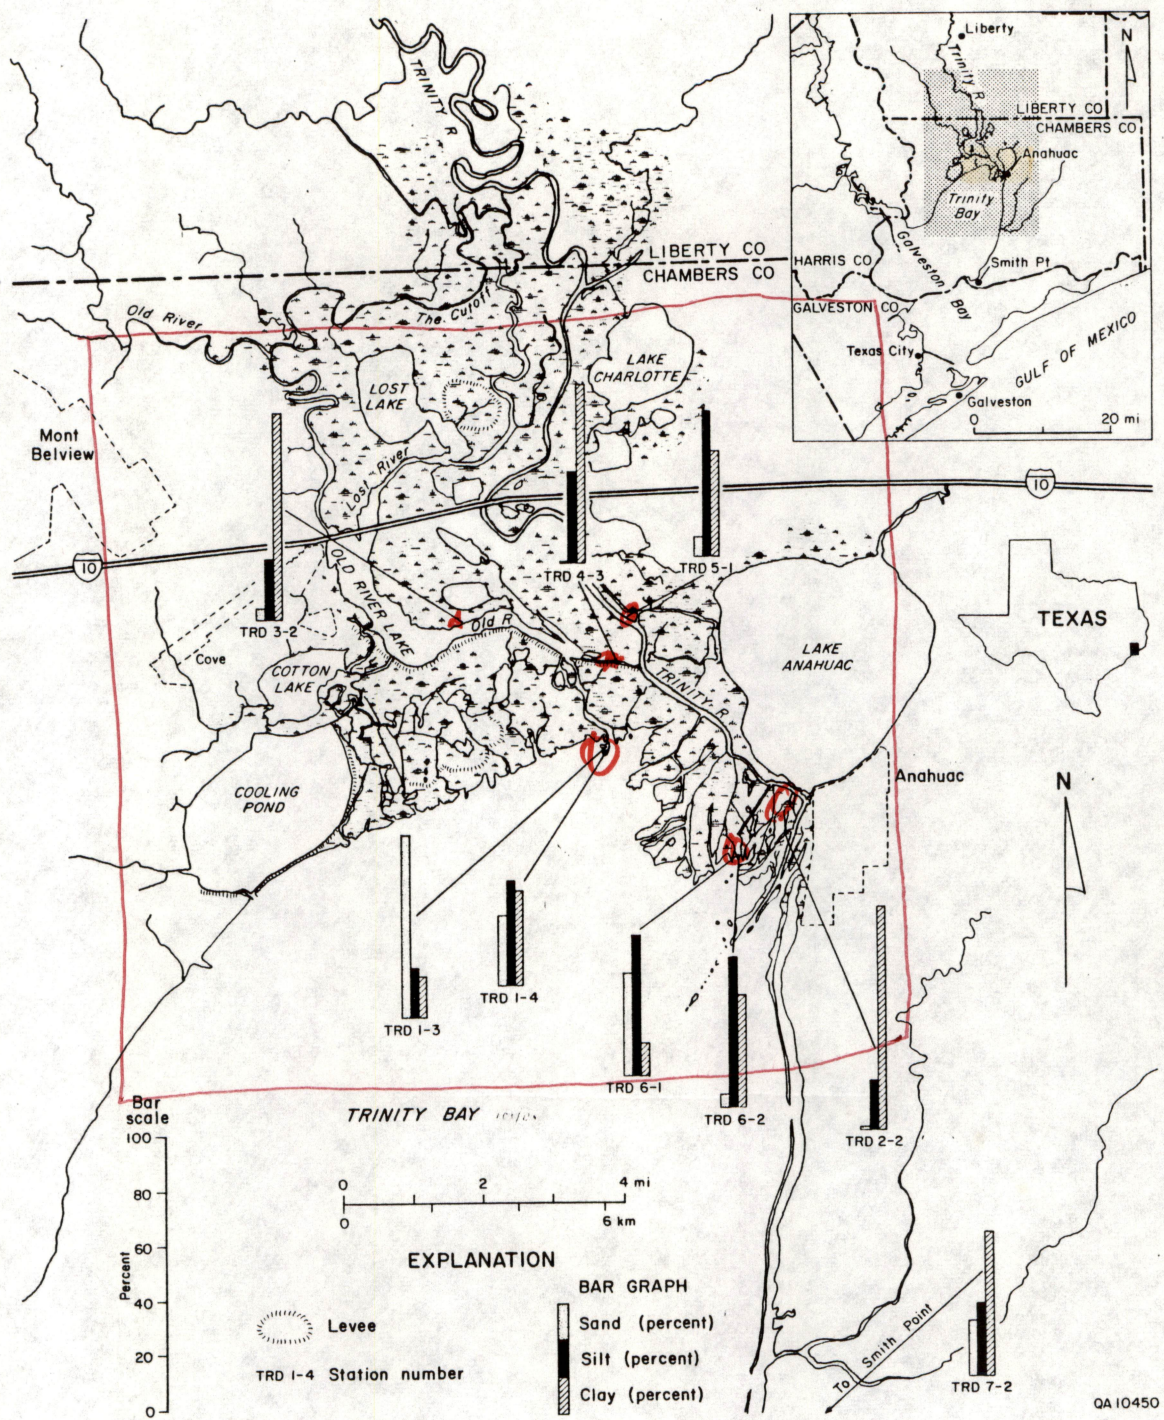 Liberty
N
Trinity R
LIBERTY CO
CHAMBERS CO
Anahuac
Trinity
Bay
HARRIS CO
Galveston Bay
Smith Pt
GALVESTON CO
Texas City
GULF OF MEXICO
Galveston
0 20 mi
TRINITY R
LIBERTY CO
CHAMBERS CO
Old River
The Cutoff
LAKE
CHARLOTTE
LOST
LAKE
Mont
Belview
Lost River
10
10
TRD 4-3
TRD 5-1
OLD RIVER LAKE
TRD 3-2
Old R
TEXAS
Cove
LAKE
ANAHUAC
COTTON
LAKE
TRINITY R
Anahuac
COOLING
POND
N
TRD 1-4
TRD 1-3
TRD 6-1
TRD 6-2
TRD 2-2
TRINITY BAY
Bar
scale
100
80
60
40
20
0
Percent
0 2 4 mi
0 6 km
EXPLANATION
Levee
TRD 1-4 Station number
BAR GRAPH
Sand (percent)
Silt (percent)
Clay (percent)
To Smith Point
TRD 7-2
QA 10450